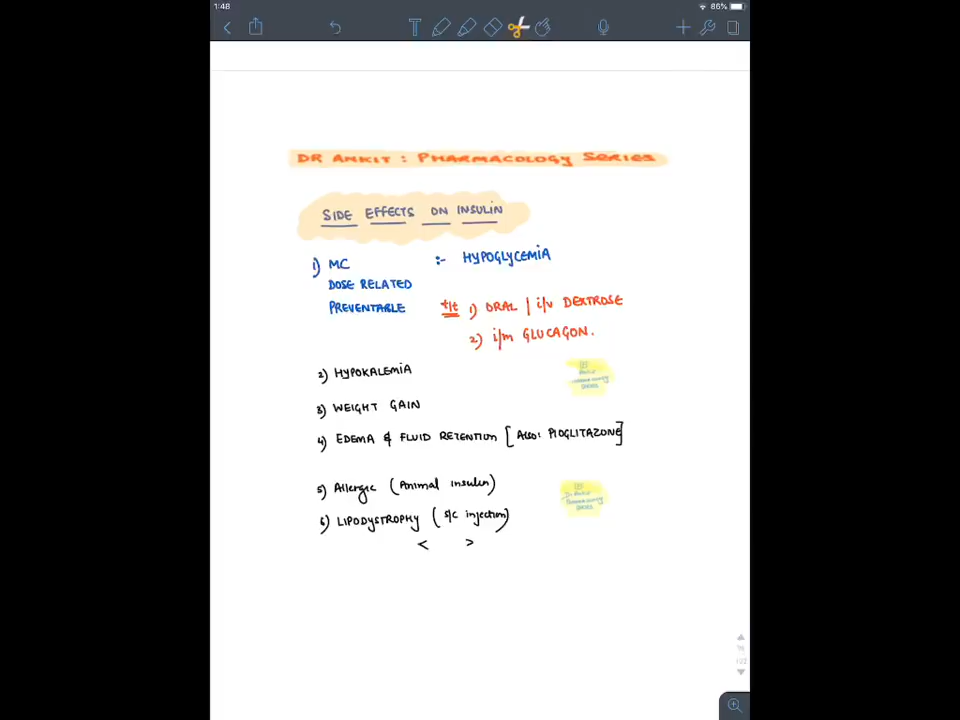 1:48
86%
DR ANKIT : PHARMACOLOGY SERIES
SIDE EFFECTS ON INSULIN
1) MC :- HYPOGLYCEMIA
DOSE RELATED
PREVENTABLE t/t 1) ORAL / i/v DEXTROSE
2) i/m GLUCAGON.
2) HYPOKALEMIA
3) WEIGHT GAIN
4) EDEMA & FLUID RETENTION [Also: PIOGLITAZONE]
5) Allergic (Animal insulin)
6) LIPODYSTROPHY (S/C injection)
< >